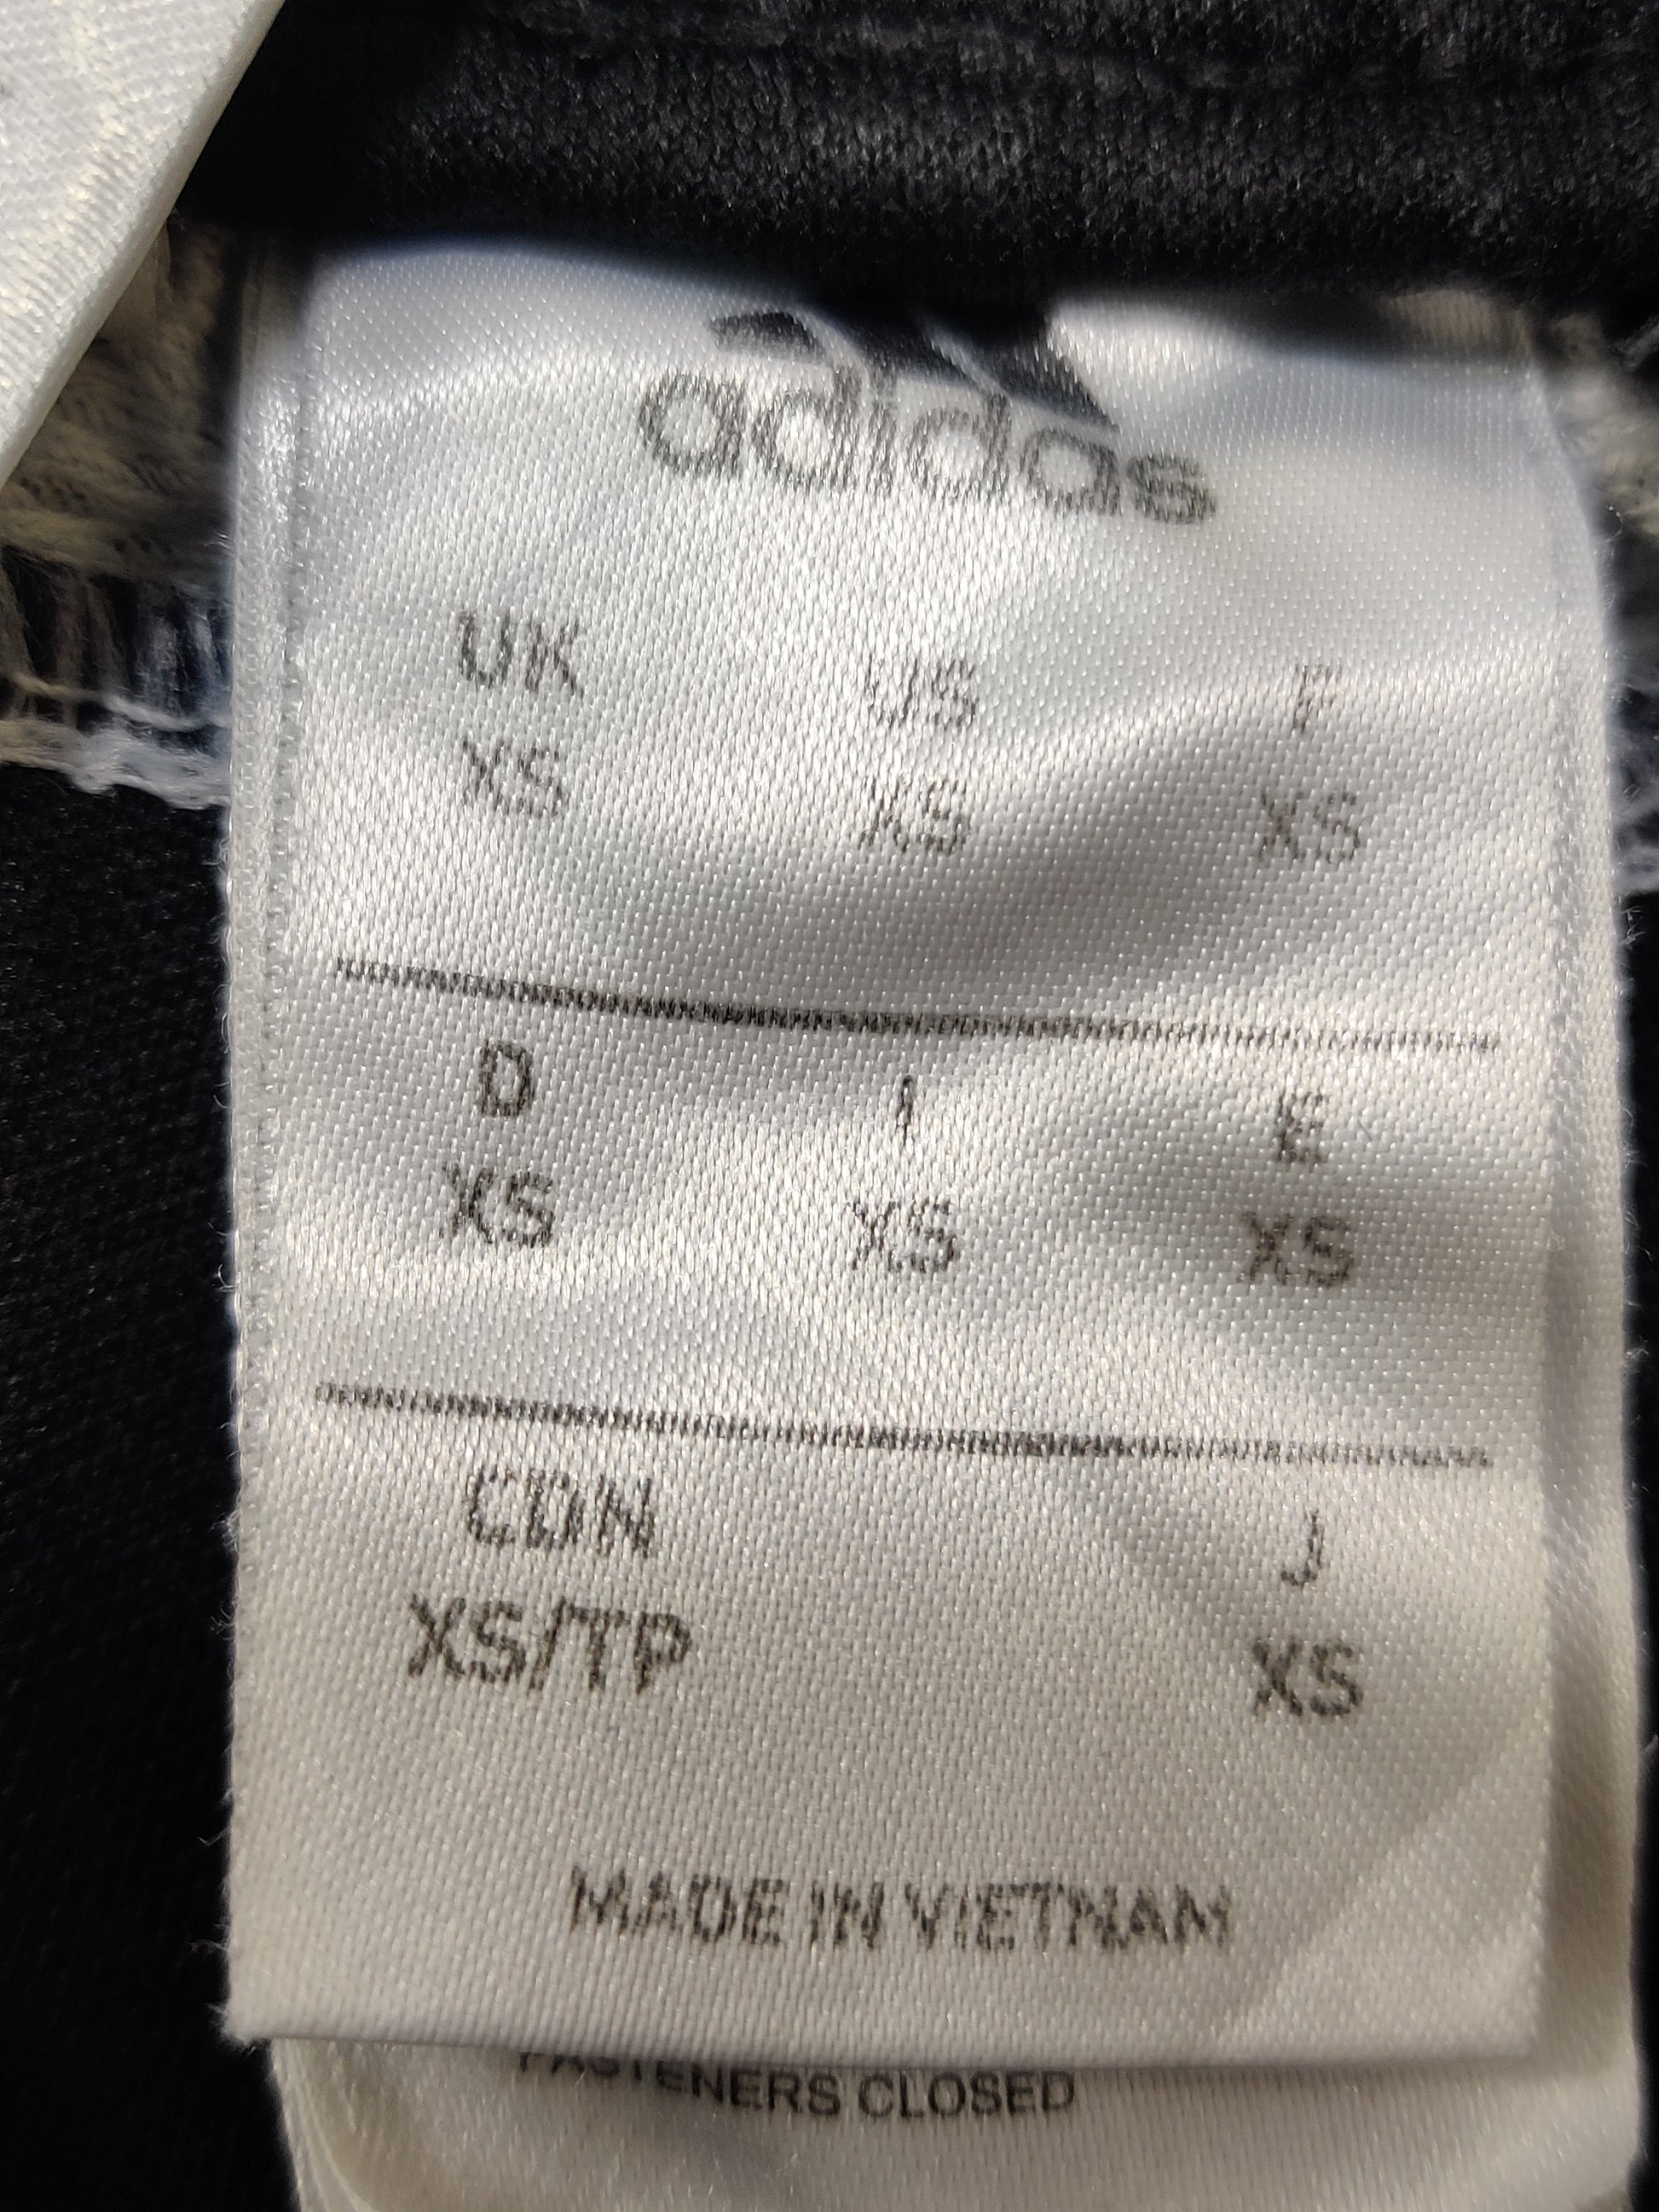 adidas
UK US F
XS XS XS
D I E
XS XS XS
CDN J
XS/TP XS
MADE IN VIETNAM
FASTENERS CLOSED